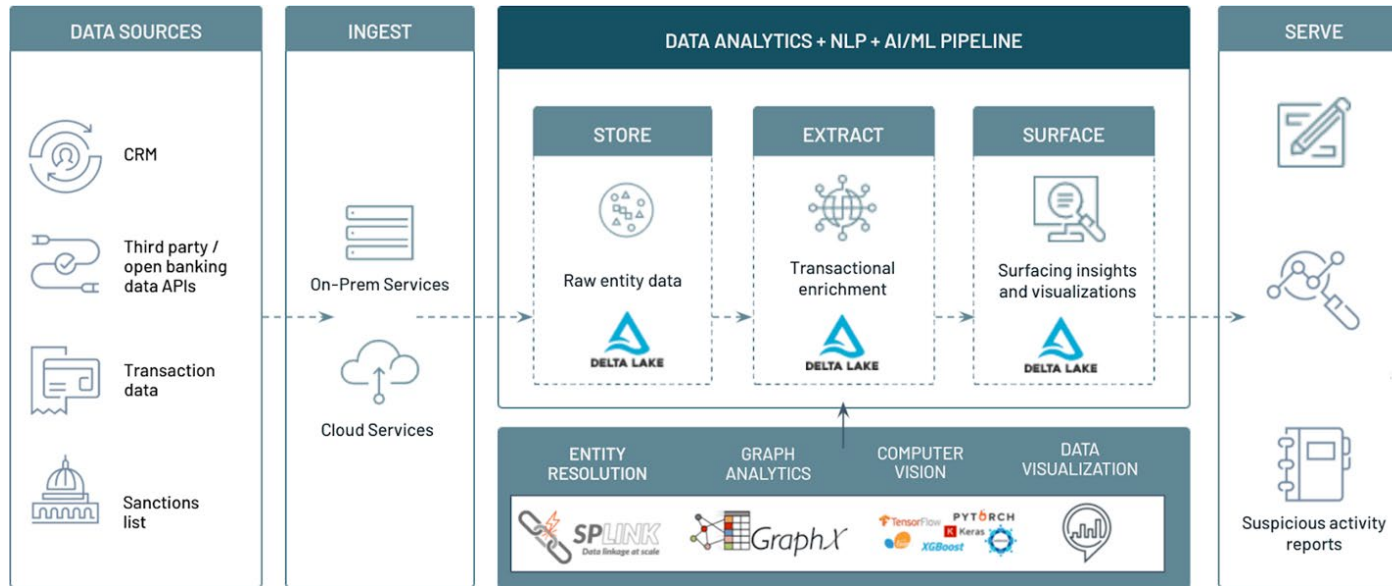 DATA SOURCES
CRM
Third party /
open banking
data APIs
Transaction
data
Sanctions
list
INGEST
On-Prem Services
Cloud Services
DATA ANALYTICS + NLP + AI/ML PIPELINE
STORE
Raw entity data
DELTA LAKE
EXTRACT
Transactional
enrichment
DELTA LAKE
SURFACE
Surfacing insights
and visualizations
DELTA LAKE
ENTITY
RESOLUTION
GRAPH
ANALYTICS
COMPUTER
VISION
DATA
VISUALIZATION
SPLINK
Data linkage at scale
GraphX
TensorFlow
PYTORCH
K Keras
XGBoost
SERVE
Suspicious activity
reports